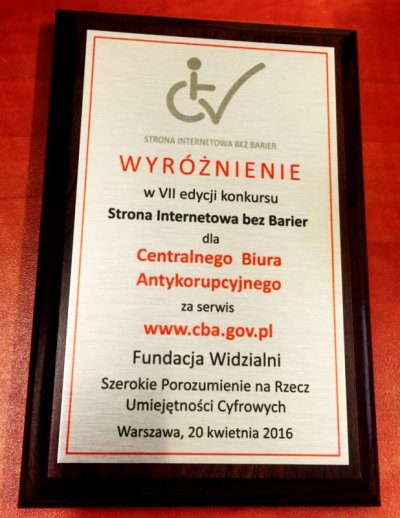 STRONA INTERNETOWA BEZ BARIER
WYRÓŻNIENIE
w VII edycji konkursu
Strona Internetowa bez Barier
dla
Centralnego Biura
Antykorupcyjnego
za serwis
www.cba.gov.pl
Fundacja Widzialni
Szerokie Porozumienie na Rzecz
Umiejętności Cyfrowych
Warszawa, 20 kwietnia 2016